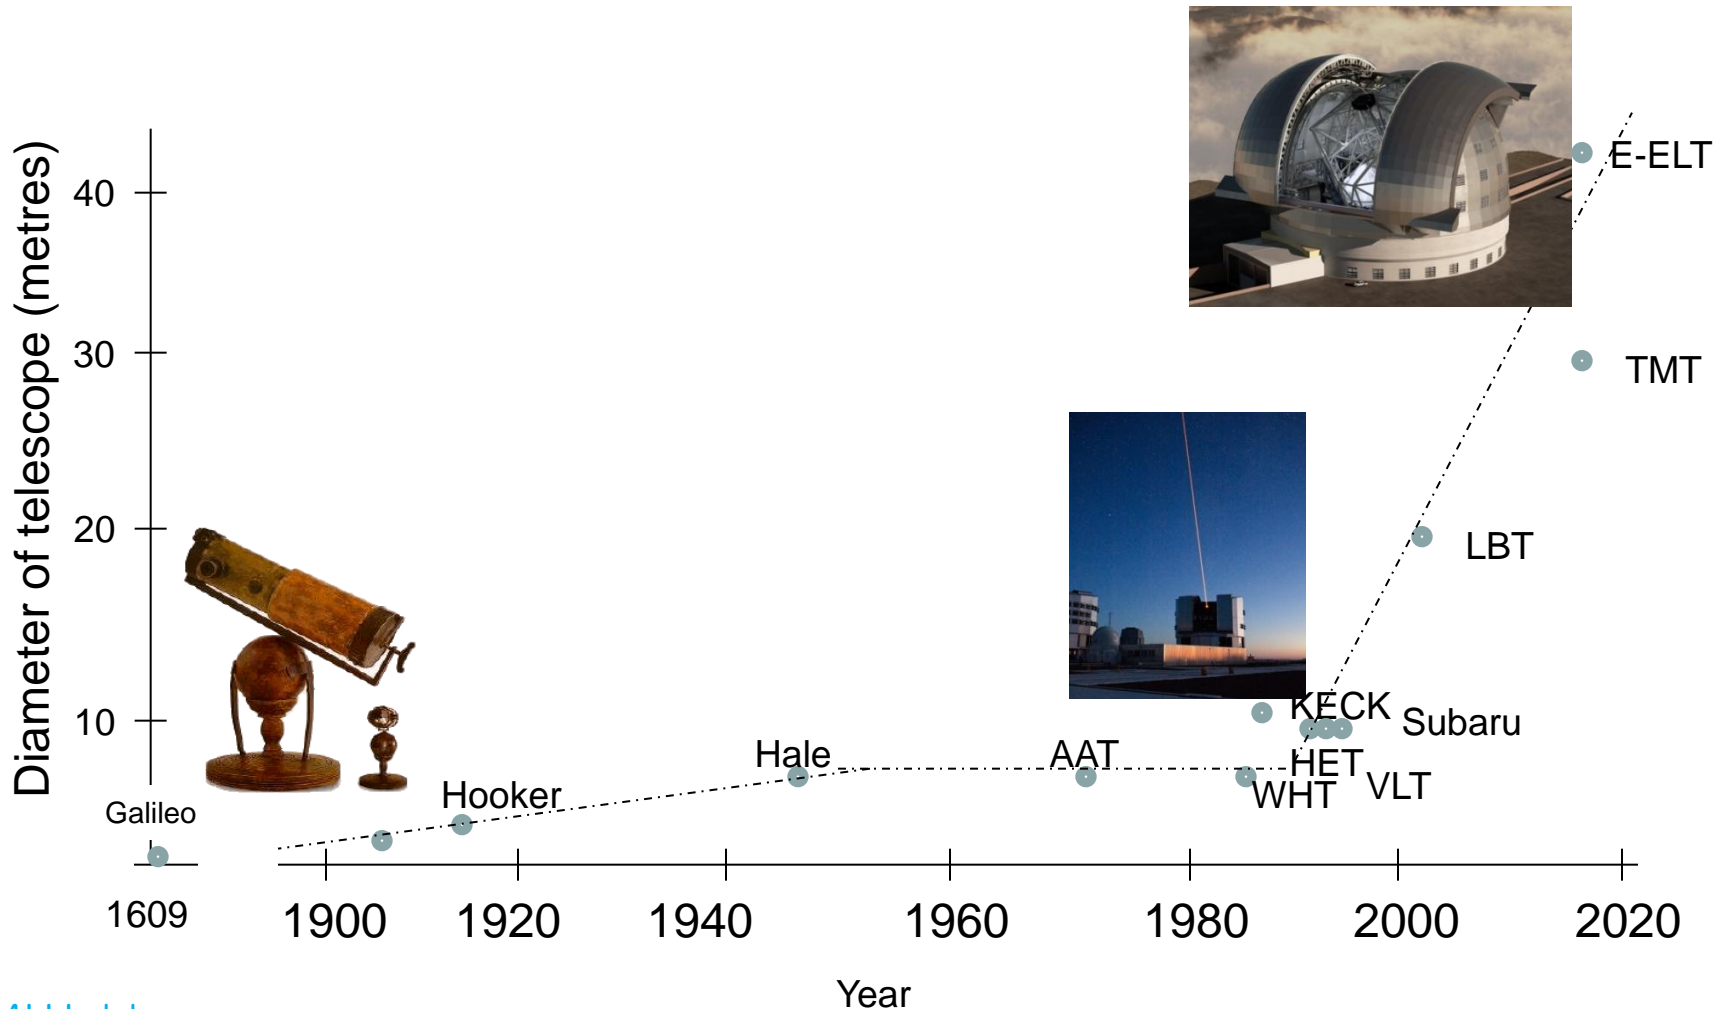 Diameter of telescope (metres)
40
30
20
10
E-ELT
TMT
LBT
KECK
Subaru
Hale
AAT
HET
VLT
WHT
Hooker
Galileo
1609
1900
1920
1940
1960
1980
2000
2020
Year